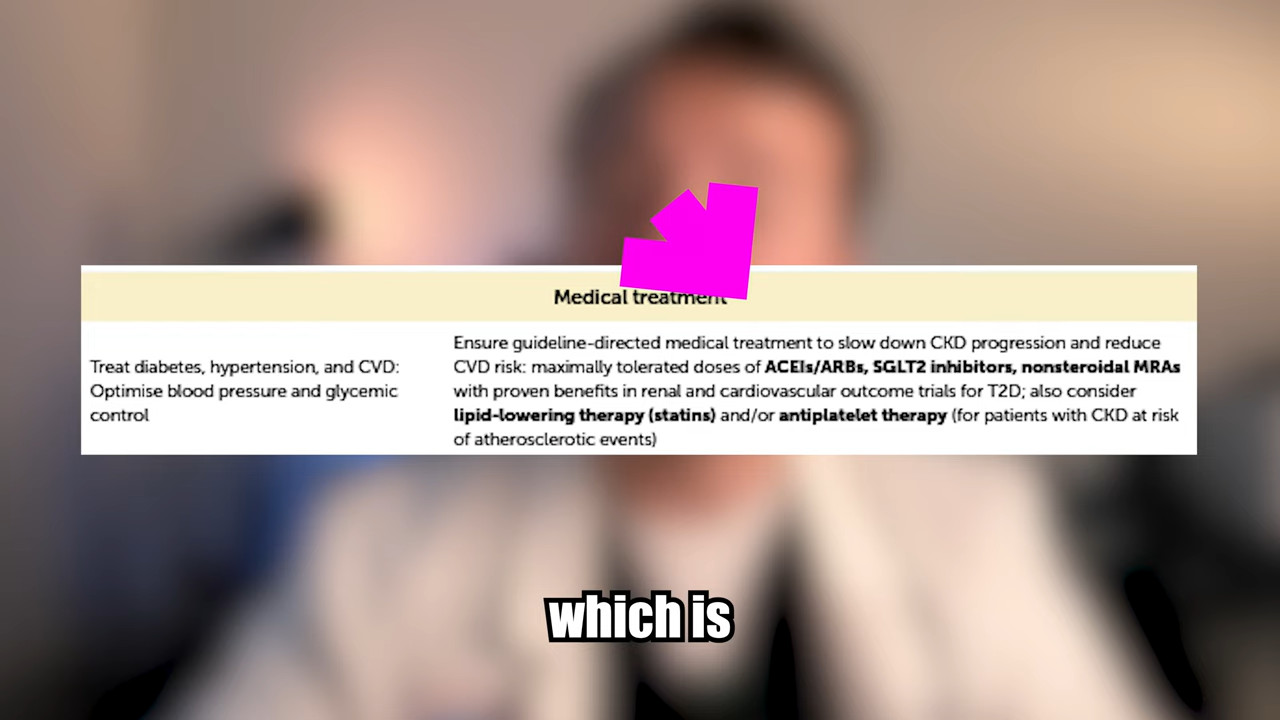 Medical treatment
Treat diabetes, hypertension, and CVD:
Optimise blood pressure and glycemic
control
Ensure guideline-directed medical treatment to slow down CKD progression and reduce
CVD risk: maximally tolerated doses of ACEIs/ARBs, SGLT2 inhibitors, nonsteroidal MRAs
with proven benefits in renal and cardiovascular outcome trials for T2D; also consider
lipid-lowering therapy (statins) and/or antiplatelet therapy (for patients with CKD at risk
of atherosclerotic events)
which is